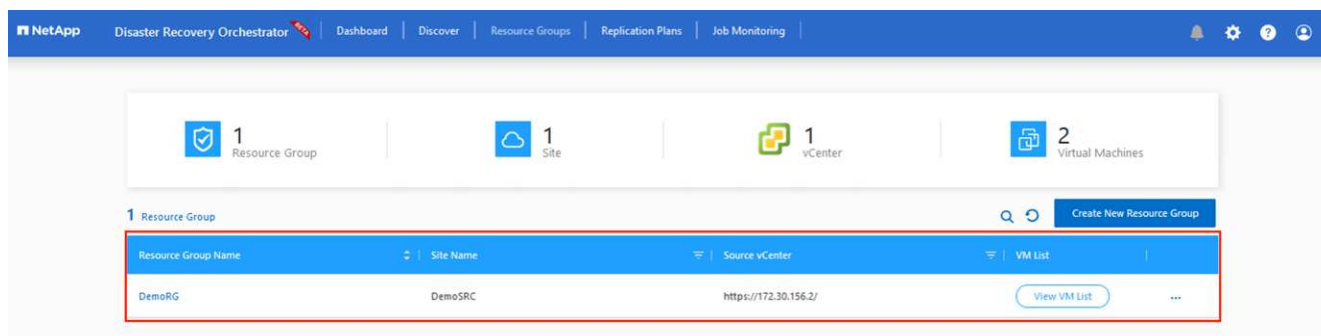 NetApp Disaster Recovery Orchestrator BETA Dashboard Discover Resource Groups Replication Plans Job Monitoring
1 1 1 2
Resource Group Site vCenter Virtual Machines
1 Resource Group Create New Resource Group
Resource Group Name Site Name Source vCenter VM List
DemoRG DemoSRC https://172.30.156.2/ View VM List ...